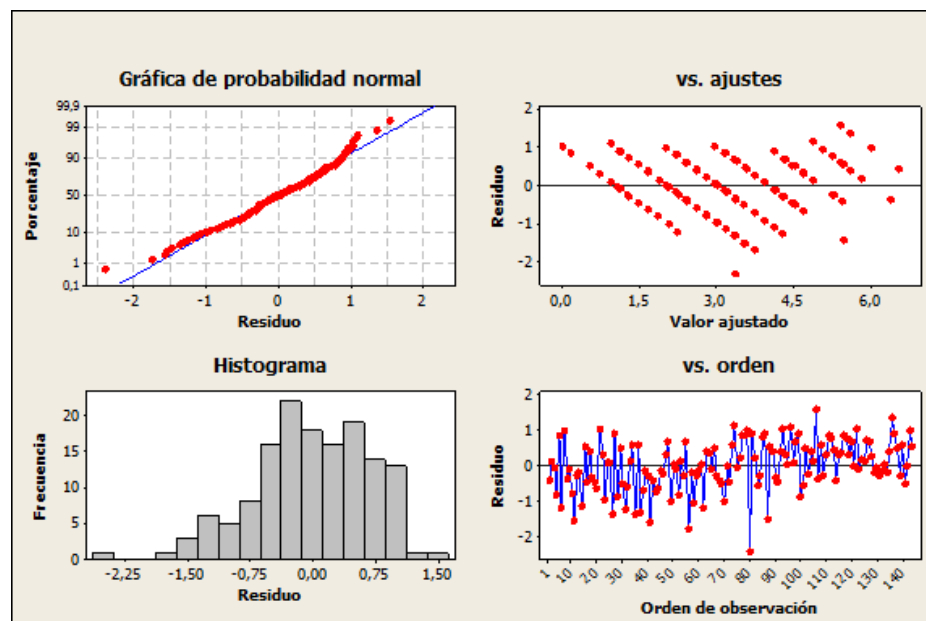 Gráfica de probabilidad normal
99,9
99
90
50
10
1
0,1
Porcentaje
-2 -1 0 1 2
Residuo
vs. ajustes
2
1
0
-1
-2
Residuo
0,0 1,5 3,0 4,5 6,0
Valor ajustado
Histograma
20
15
10
5
0
Frecuencia
-2,25 -1,50 -0,75 0,00 0,75 1,50
Residuo
vs. orden
2
1
0
-1
-2
Residuo
1 10 20 30 40 50 60 70 80 90 100 110 120 130 140
Orden de observación